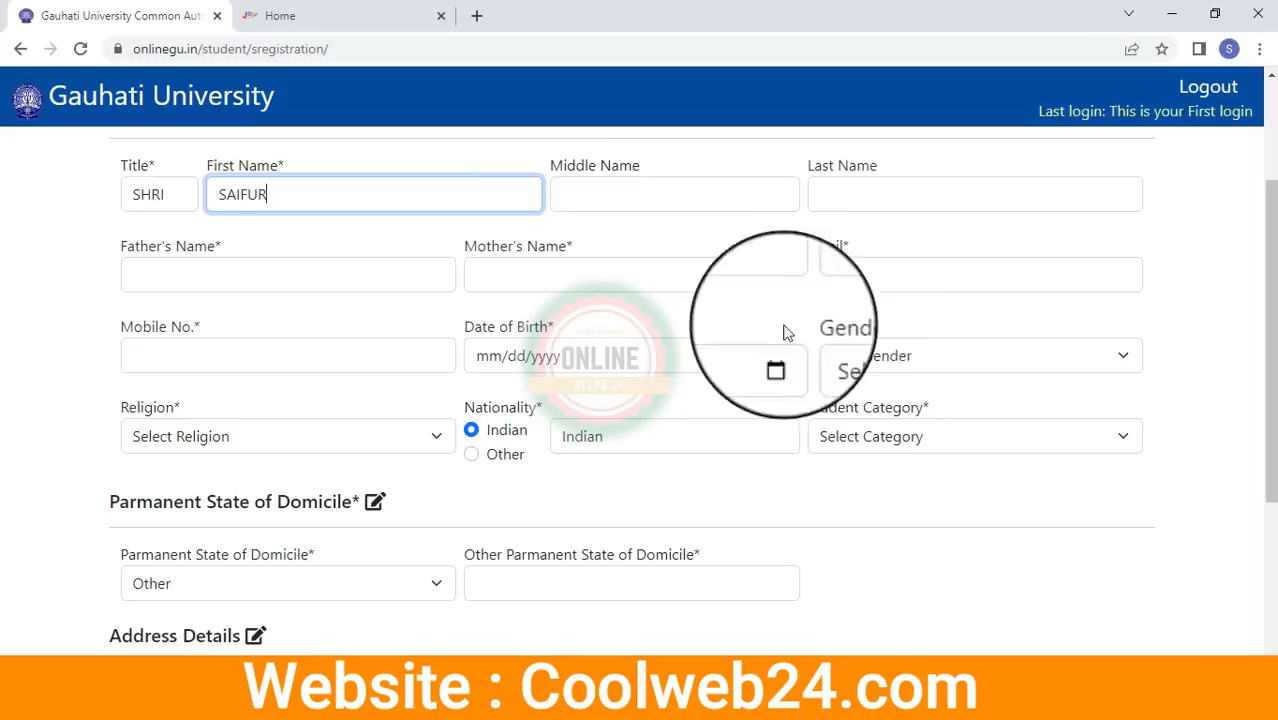 Gauhati University Common Aut
Home
onlinegu.in/student/sregistration/
S
Gauhati University
Logout
Last login: This is your First login
Title*
First Name*
Middle Name
Last Name
SHRI
SAIFUR
Father's Name*
Mother's Name*
Mobile No.*
Date of Birth*
Gend
mm/dd/yyyy
ONLINE
Sel
ender
Religion*
Nationality*
dent Category*
Select Religion
Indian
Indian
Select Category
Other
Parmanent State of Domicile*
Parmanent State of Domicile*
Other Parmanent State of Domicile*
Other
Address Details
Website : Coolweb24.com